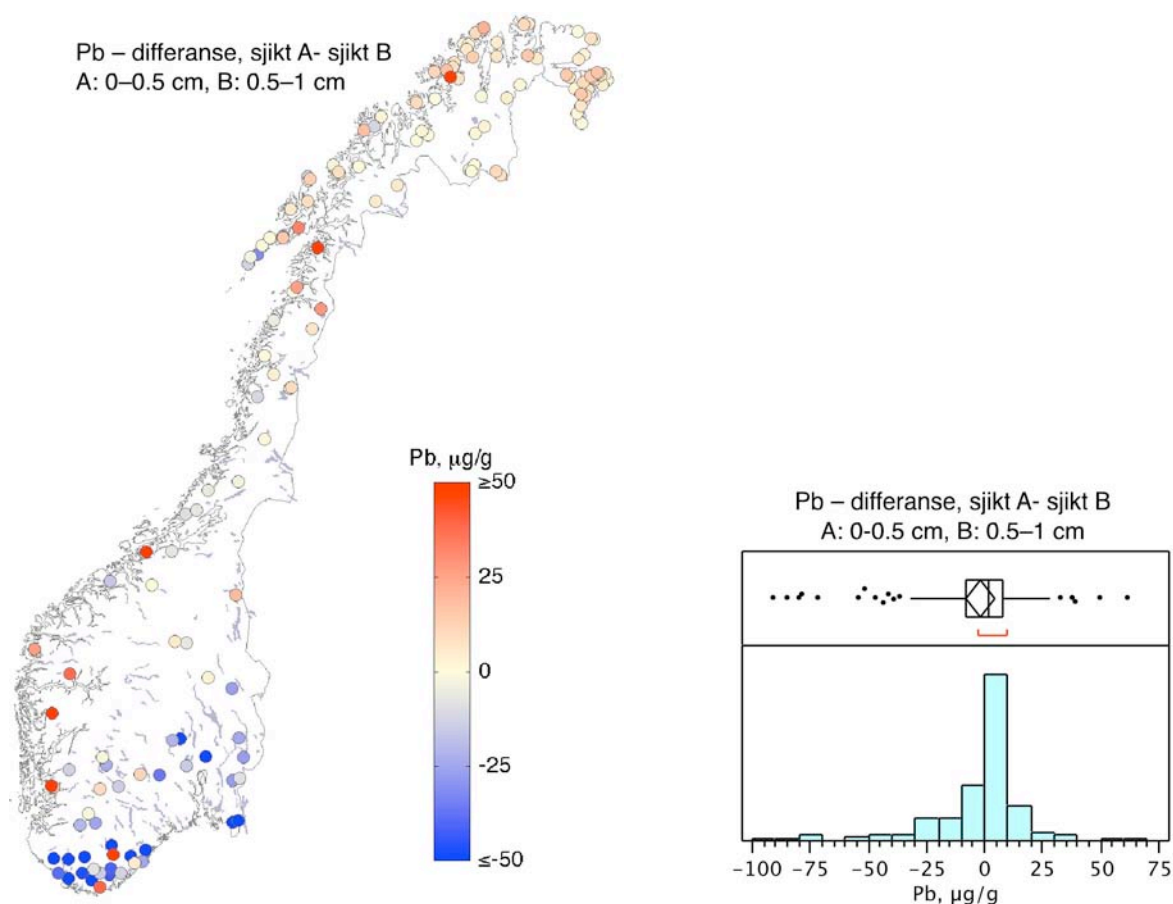 Pb – differanse, sjikt A- sjikt B
A: 0–0.5 cm, B: 0.5–1 cm
Pb, µg/g
≥50
25
0
-25
≤-50
Pb – differanse, sjikt A- sjikt B
A: 0-0.5 cm, B: 0.5–1 cm
−100 −75 −50 −25 0 25 50 75
Pb, µg/g